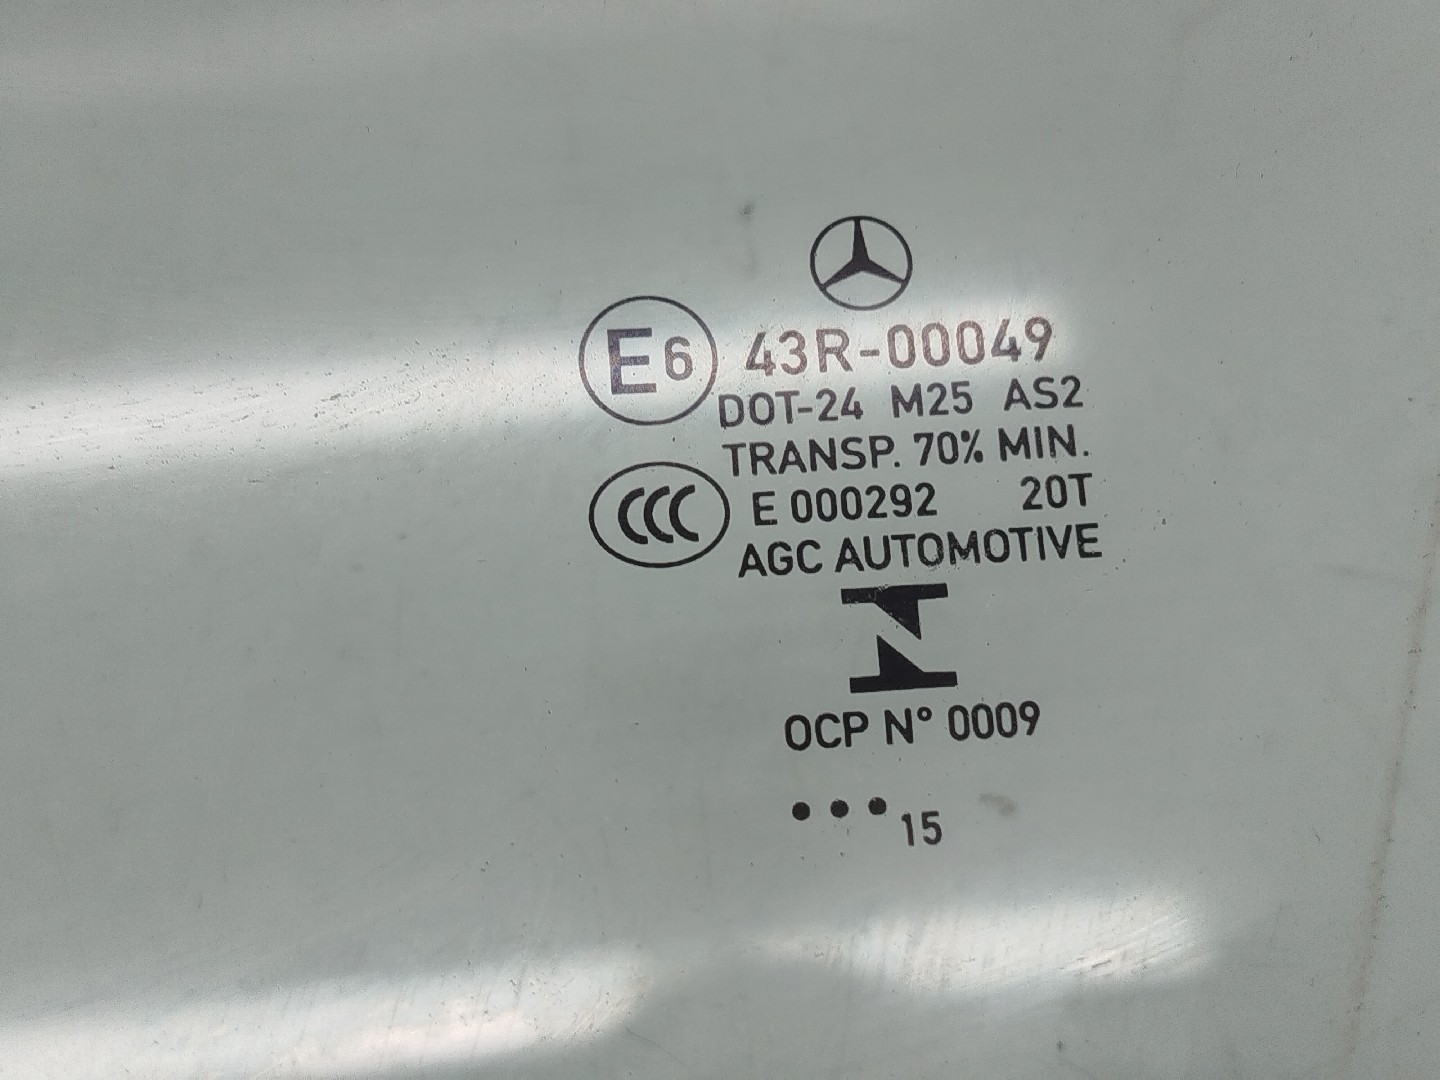 E6 43R-00049
DOT-24 M25 AS2
TRANSP. 70% MIN.
CCC E 000292 20T
AGC AUTOMOTIVE
OCP N° 0009
•••15